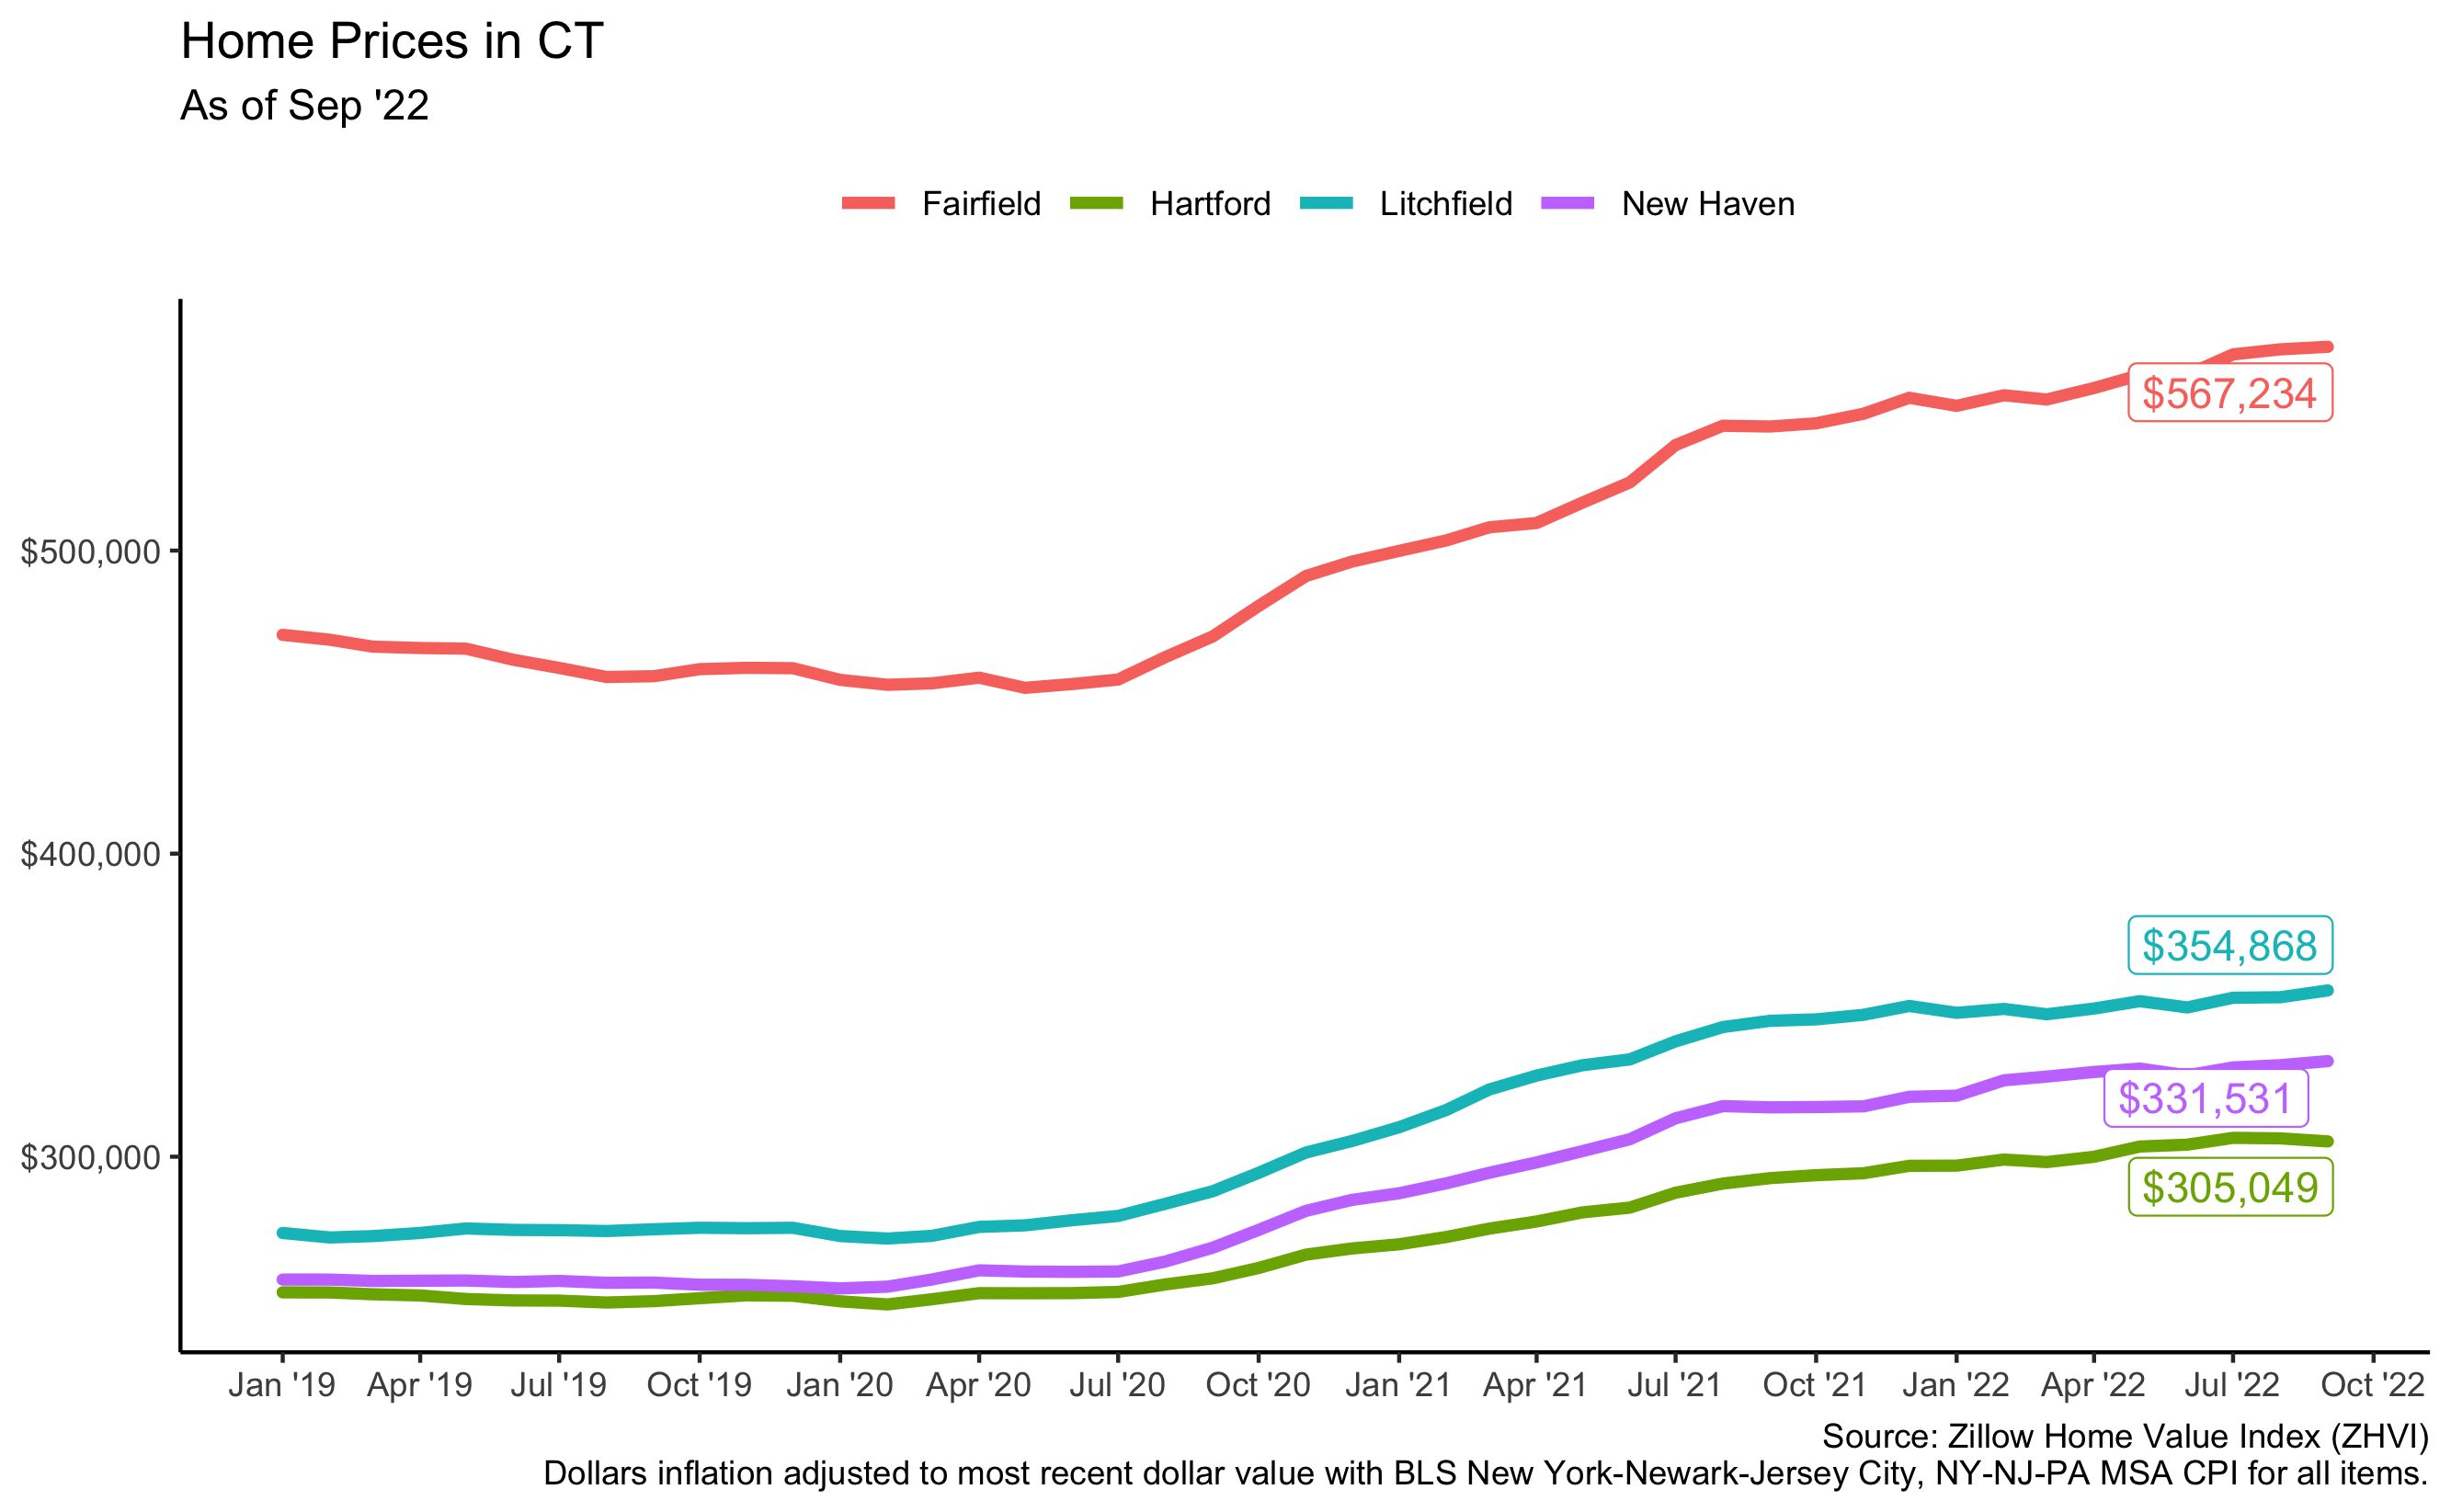 Home Prices in CT
As of Sep '22
Fairfield Hartford Litchfield New Haven
$567,234
$500,000
$400,000
$354,868
$331,531
$300,000
$305,049
Jan '19 Apr '19 Jul '19 Oct '19 Jan '20 Apr '20 Jul '20 Oct '20 Jan '21 Apr '21 Jul '21 Oct '21 Jan '22 Apr '22 Jul '22 Oct '22
Source: Zillow Home Value Index (ZHVI)
Dollars inflation adjusted to most recent dollar value with BLS New York-Newark-Jersey City, NY-NJ-PA MSA CPI for all items.